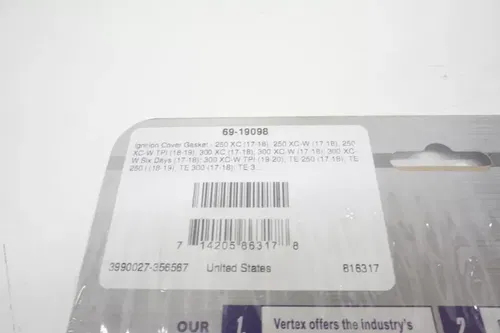 69-19098
Ignition Cover Gasket - 250 XC (17-18), 250 XC-W (17-18), 250
XC-W TPI (18-19), 300 XC (17-18), 300 XC-W (17-18), 300 XC-
W Six Days (17-18), 300 XC-W TPI (19-20), TE 250 (17-18), TE
250 i (18-19), TE 300 (17-18), TE 3...
7 14205 86317 8
3990027-356567 United States 816317
OUR 1 Vertex offers the industry's 2